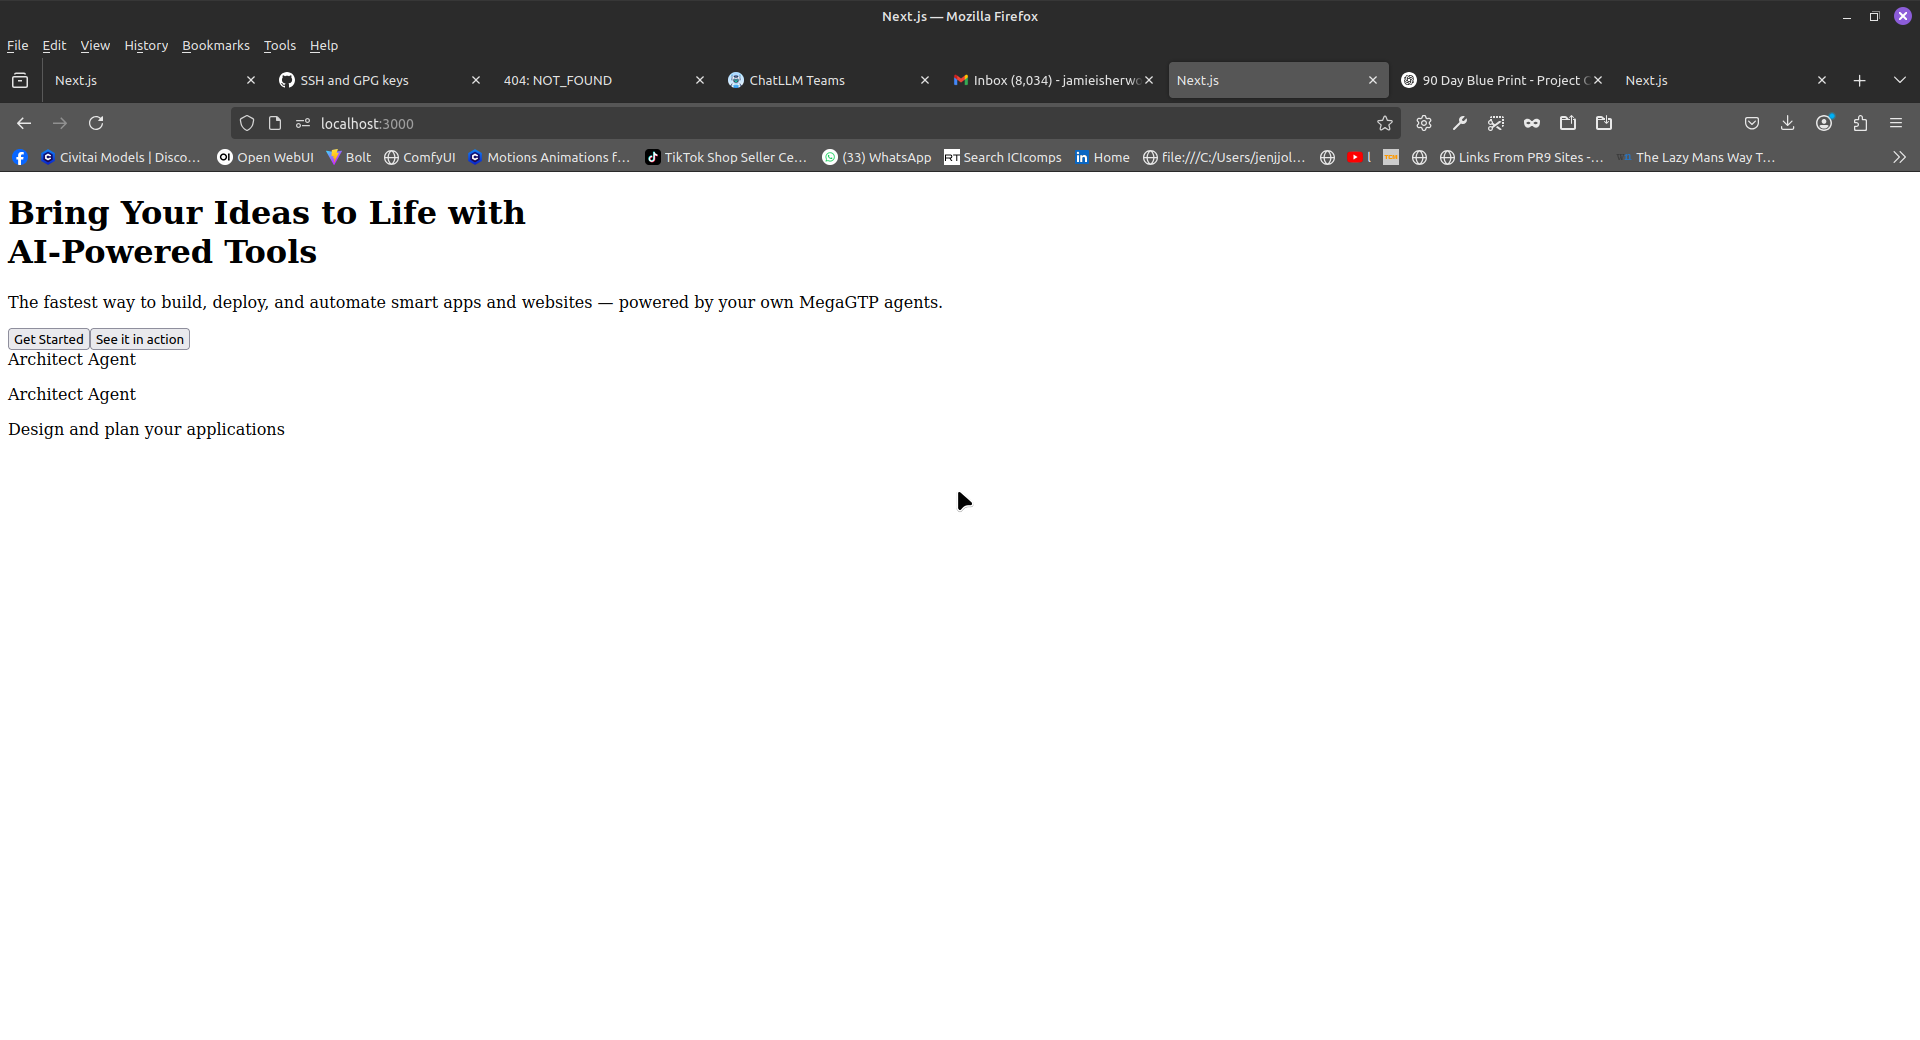 Next.js — Mozilla Firefox
File Edit View History Bookmarks Tools Help
Next.js SSH and GPG keys 404: NOT_FOUND ChatLLM Teams Inbox (8,034) - jamieisherwo Next.js 90 Day Blue Print - Project C Next.js
localhost:3000
Civitai Models | Disco... Open WebUI Bolt ComfyUI Motions Animations f... TikTok Shop Seller Ce... (33) WhatsApp RT Search ICIcomps in Home file:///C:/Users/jenjjol... l Links From PR9 Sites -... The Lazy Mans Way T...
Bring Your Ideas to Life with
AI-Powered Tools
The fastest way to build, deploy, and automate smart apps and websites — powered by your own MegaGTP agents.
Get Started See it in action
Architect Agent
Architect Agent
Design and plan your applications